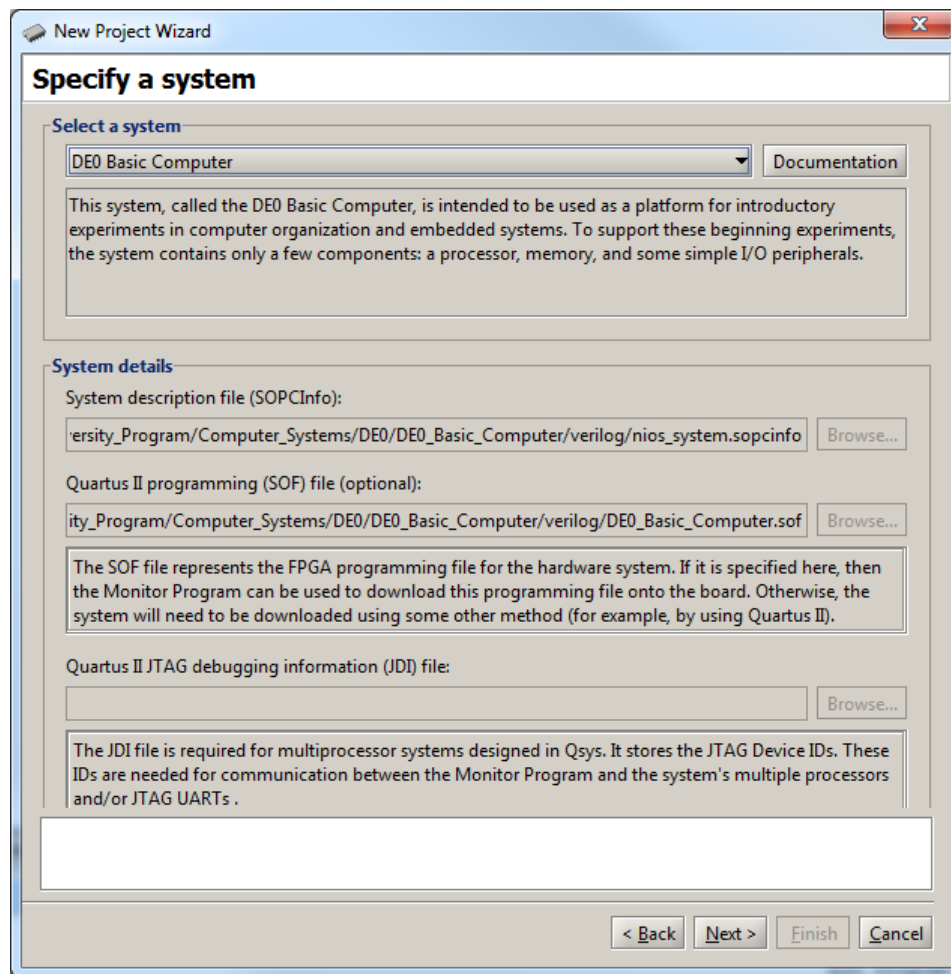 New Project Wizard
Specify a system
Select a system
DE0 Basic Computer
Documentation
This system, called the DE0 Basic Computer, is intended to be used as a platform for introductory
experiments in computer organization and embedded systems. To support these beginning experiments,
the system contains only a few components: a processor, memory, and some simple I/O peripherals.
System details
System description file (SOPCInfo):
ersity_Program/Computer_Systems/DE0/DE0_Basic_Computer/verilog/nios_system.sopcinfo
Browse...
Quartus II programming (SOF) file (optional):
ity_Program/Computer_Systems/DE0/DE0_Basic_Computer/verilog/DE0_Basic_Computer.sof
Browse...
The SOF file represents the FPGA programming file for the hardware system. If it is specified here, then
the Monitor Program can be used to download this programming file onto the board. Otherwise, the
system will need to be downloaded using some other method (for example, by using Quartus II).
Quartus II JTAG debugging information (JDI) file:
Browse...
The JDI file is required for multiprocessor systems designed in Qsys. It stores the JTAG Device IDs. These
IDs are needed for communication between the Monitor Program and the system's multiple processors
and/or JTAG UARTs .
< Back
Next >
Finish
Cancel